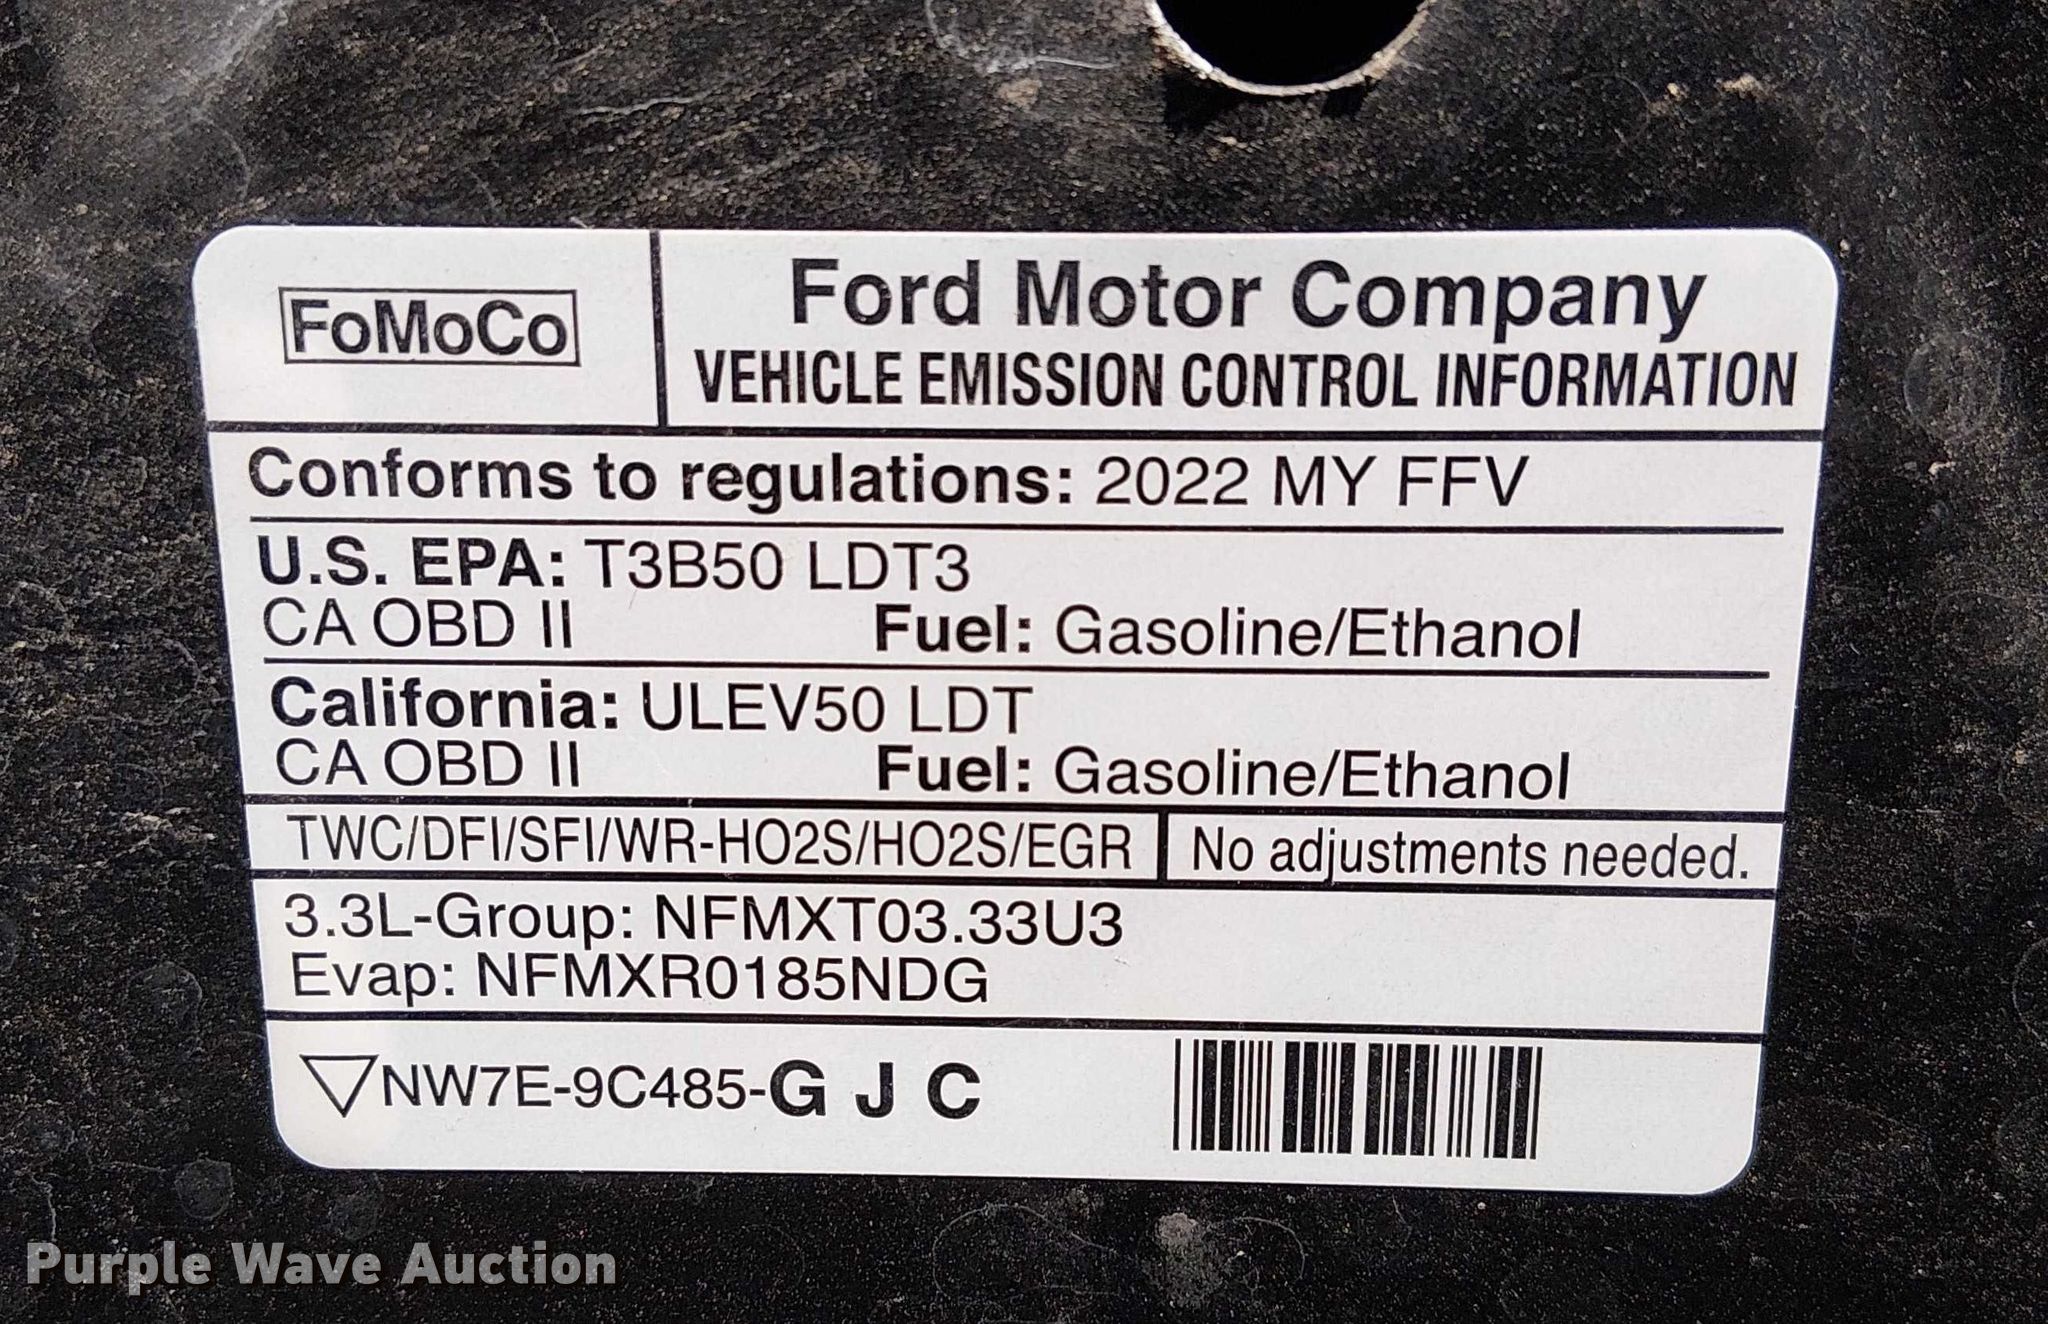 FoMoCo
Ford Motor Company
VEHICLE EMISSION CONTROL INFORMATION
Conforms to regulations: 2022 MY FFV
U.S. EPA: T3B50 LDT3
CA OBD II Fuel: Gasoline/Ethanol
California: ULEV50 LDT
CA OBD II Fuel: Gasoline/Ethanol
TWC/DFI/SFI/WR-HO2S/HO2S/EGR
No adjustments needed.
3.3L-Group: NFMXT03.33U3
Evap: NFMXR0185NDG
▽NW7E-9C485-G J C
Purple Wave Auction